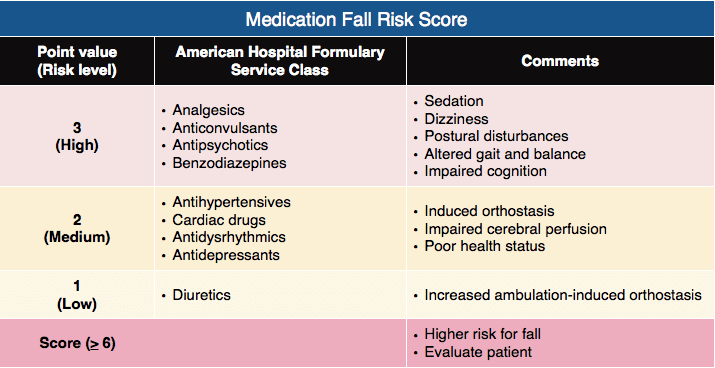 Medication Fall Risk Score
Point value
(Risk level)
American Hospital Formulary
Service Class
Comments
3
(High)
• Analgesics
• Anticonvulsants
• Antipsychotics
• Benzodiazepines
• Sedation
• Dizziness
• Postural disturbances
• Altered gait and balance
• Impaired cognition
2
(Medium)
• Antihypertensives
• Cardiac drugs
• Antidysrhythmics
• Antidepressants
• Induced orthostasis
• Impaired cerebral perfusion
• Poor health status
1
(Low)
• Diuretics
• Increased ambulation-induced orthostasis
Score (≥ 6)
• Higher risk for fall
• Evaluate patient